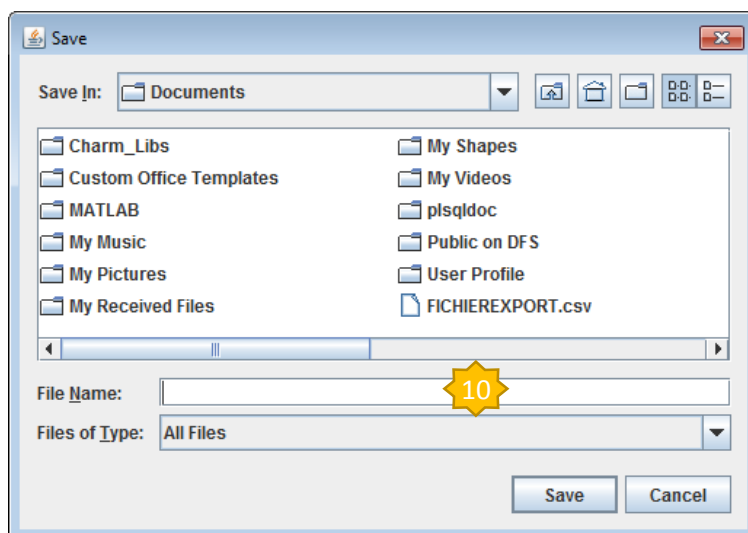 Save
Save In: Documents
Charm_Libs My Shapes
Custom Office Templates My Videos
MATLAB plsqldoc
My Music Public on DFS
My Pictures User Profile
My Received Files FICHIEREXPORT.csv
File Name: 10
Files of Type: All Files
Save Cancel